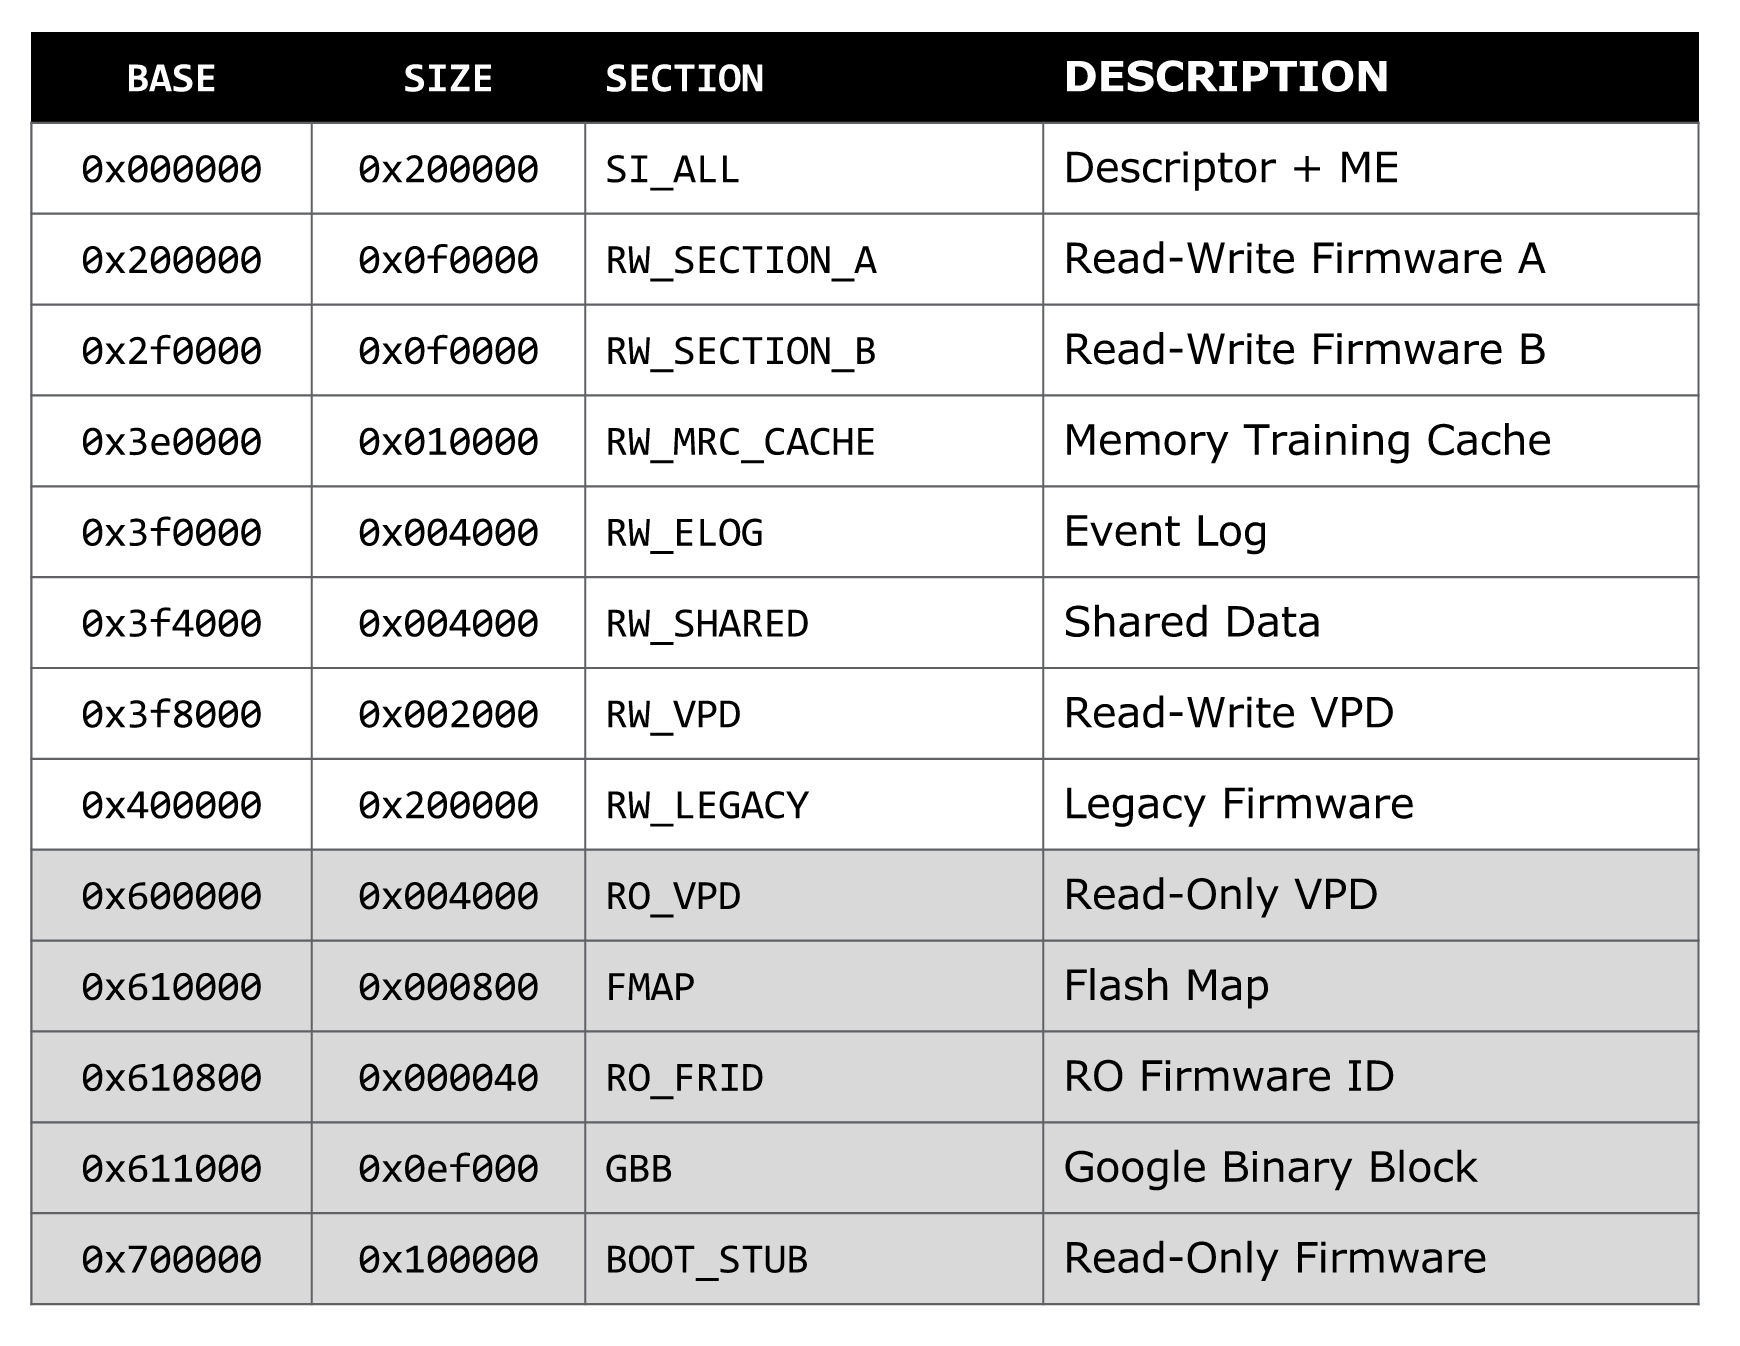 BASE SIZE SECTION DESCRIPTION
0x000000 0x200000 SI_ALL Descriptor + ME
0x200000 0x0f0000 RW_SECTION_A Read-Write Firmware A
0x2f0000 0x0f0000 RW_SECTION_B Read-Write Firmware B
0x3e0000 0x010000 RW_MRC_CACHE Memory Training Cache
0x3f0000 0x004000 RW_ELOG Event Log
0x3f4000 0x004000 RW_SHARED Shared Data
0x3f8000 0x002000 RW_VPD Read-Write VPD
0x400000 0x200000 RW_LEGACY Legacy Firmware
0x600000 0x004000 RO_VPD Read-Only VPD
0x610000 0x000800 FMAP Flash Map
0x610800 0x000040 RO_FRID RO Firmware ID
0x611000 0x0ef000 GBB Google Binary Block
0x700000 0x100000 BOOT_STUB Read-Only Firmware